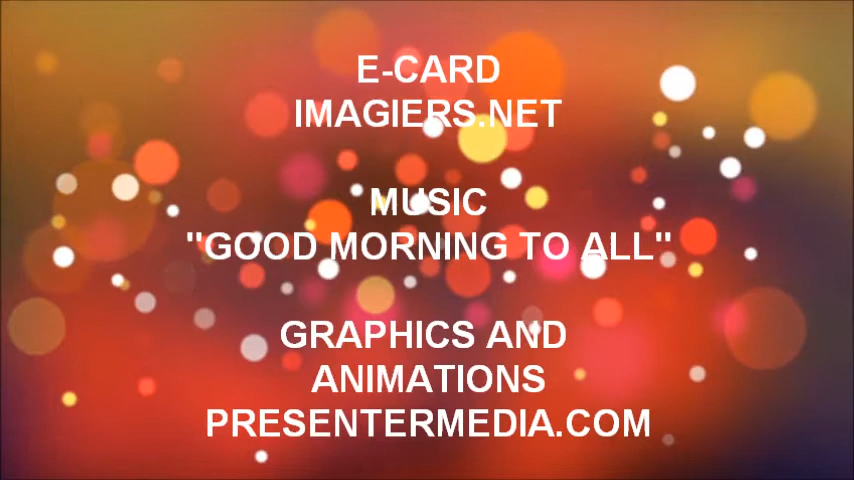 E-CARD
IMAGIERS.NET
MUSIC
"GOOD MORNING TO ALL"
GRAPHICS AND
ANIMATIONS
PRESENTERMEDIA.COM